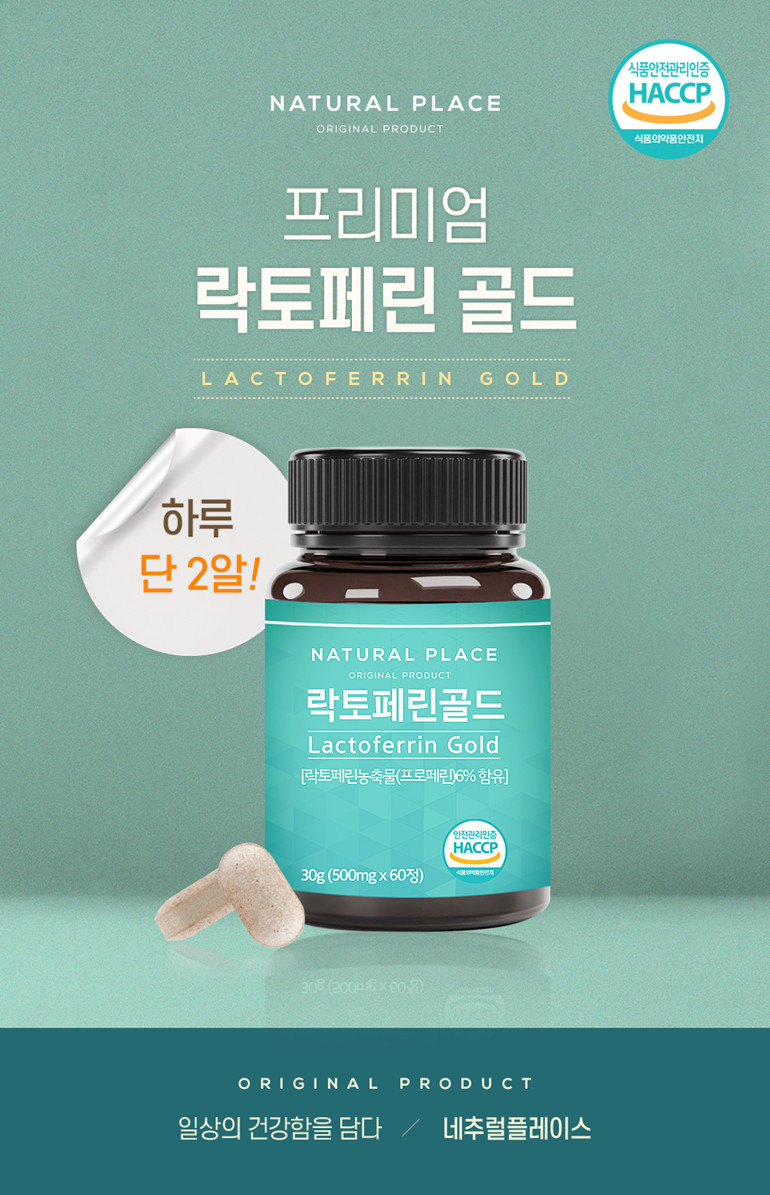 NATURAL PLACE
ORIGINAL PRODUCT
식품안전관리인증
HACCP
식품의약품안전처
프리미엄
락토페린 골드
LACTOFERRIN GOLD
하루
단 2알!
NATURAL PLACE
ORIGINAL PRODUCT
락토페린골드
Lactoferrin Gold
[락토페린농축물(프로페린)6% 함유]
안전관리인증
HACCP
식품의약품안전처
30g (500mg x 60정)
ORIGINAL PRODUCT
일상의 건강함을 담다 / 네추럴플레이스